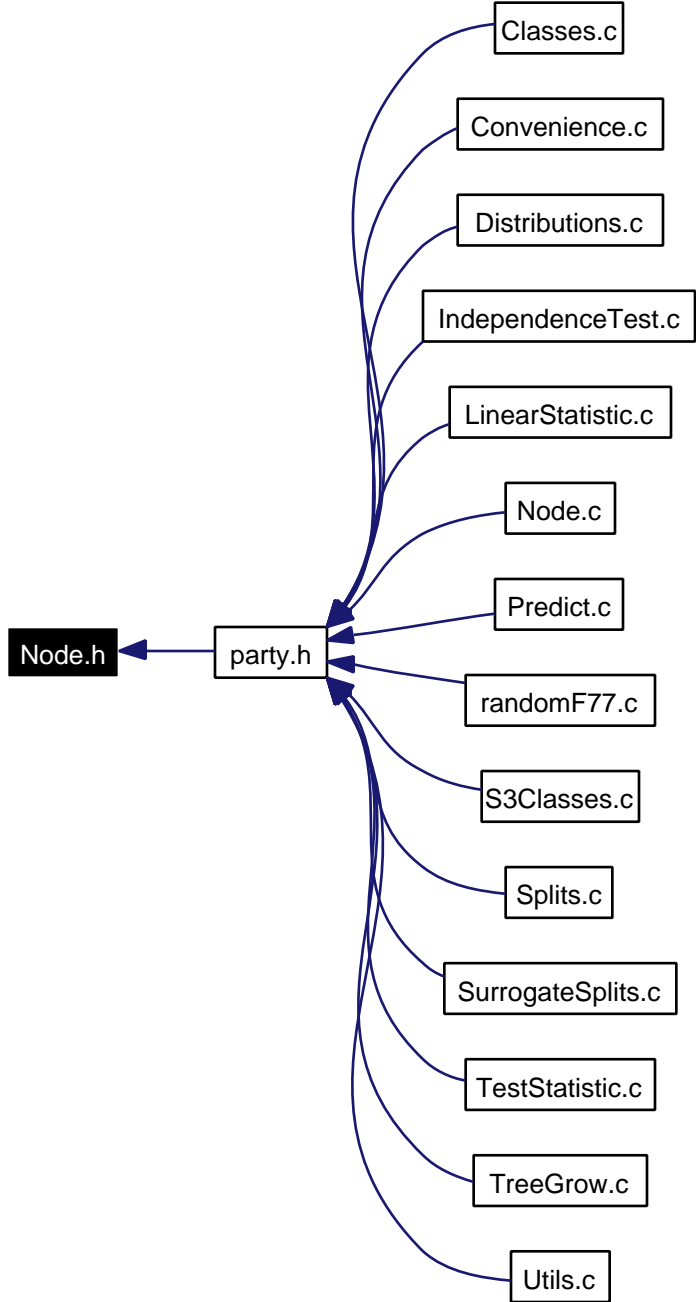 Classes.c
Convenience.c
Distributions.c
IndependenceTest.c
LinearStatistic.c
Node.c
Predict.c
Node.h
party.h
randomF77.c
S3Classes.c
Splits.c
SurrogateSplits.c
TestStatistic.c
TreeGrow.c
Utils.c